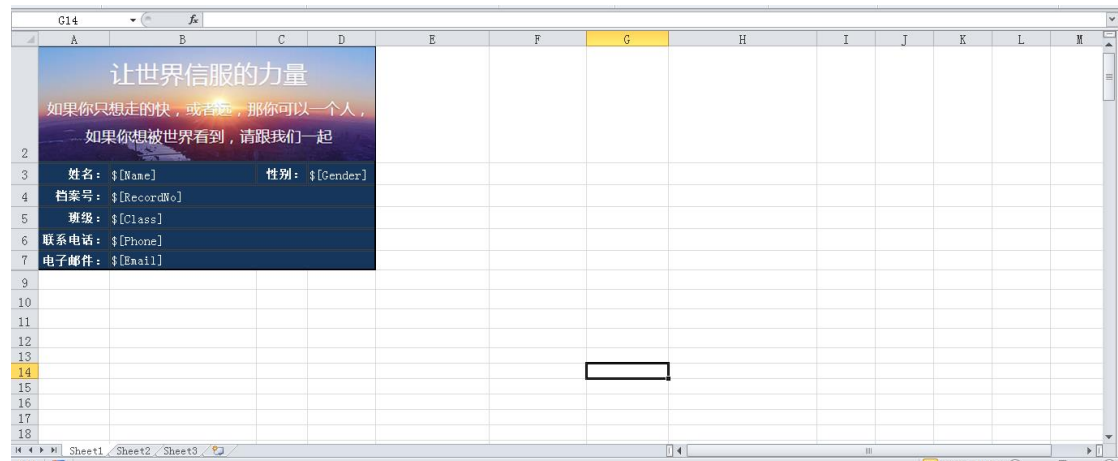 G14 fx
A B C D E F G H I J K L M
让世界信服的力量
如果你只想走的快，或者远，那你可以一个人，
如果你想被世界看到，请跟我们一起
2
3 姓名： $[Name] 性别： $[Gender]
4 档案号： $[RecordNo]
5 班级： $[Class]
6 联系电话： $[Phone]
7 电子邮件： $[Email]
9
10
11
12
13
14
15
16
17
18
Sheet1 Sheet2 Sheet3